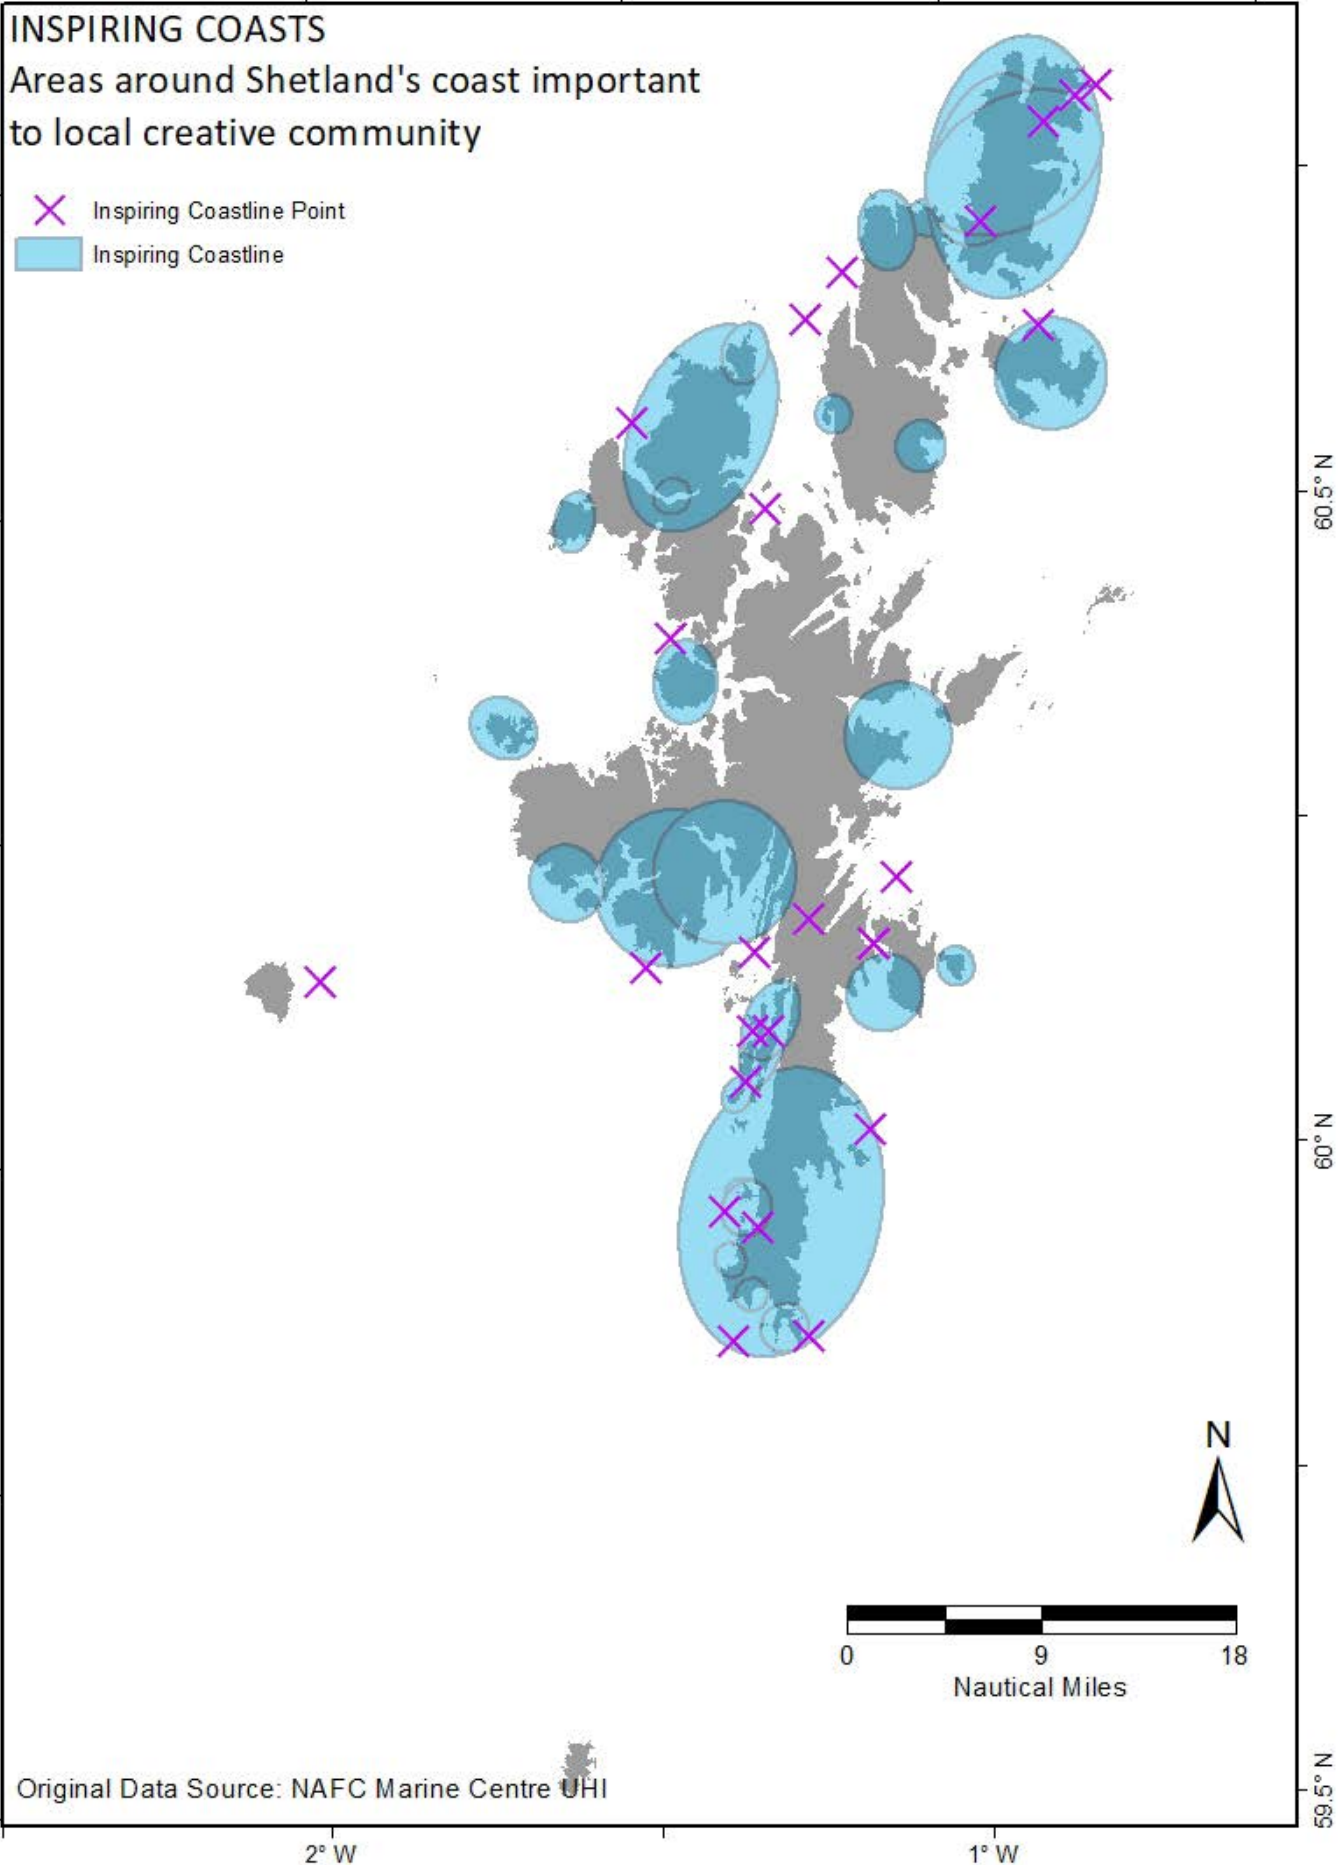 INSPIRING COASTS
Areas around Shetland's coast important
to local creative community
Inspiring Coastline Point
Inspiring Coastline
60.5° N
60° N
N
0 9 18
Nautical Miles
Original Data Source: NAFC Marine Centre UHI
59.5° N
2° W 1° W